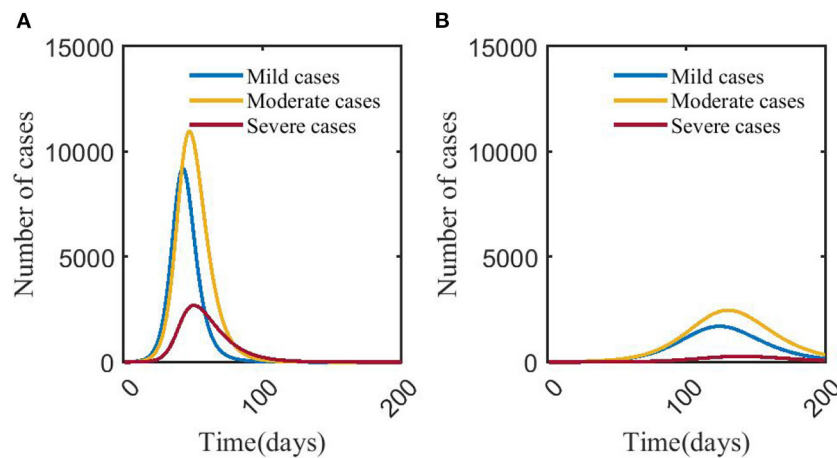 A
15000
10000
5000
0
Number of cases
Mild cases
Moderate cases
Severe cases
0
100
200
Time(days)
B
15000
10000
5000
0
Number of cases
Mild cases
Moderate cases
Severe cases
0
100
200
Time(days)